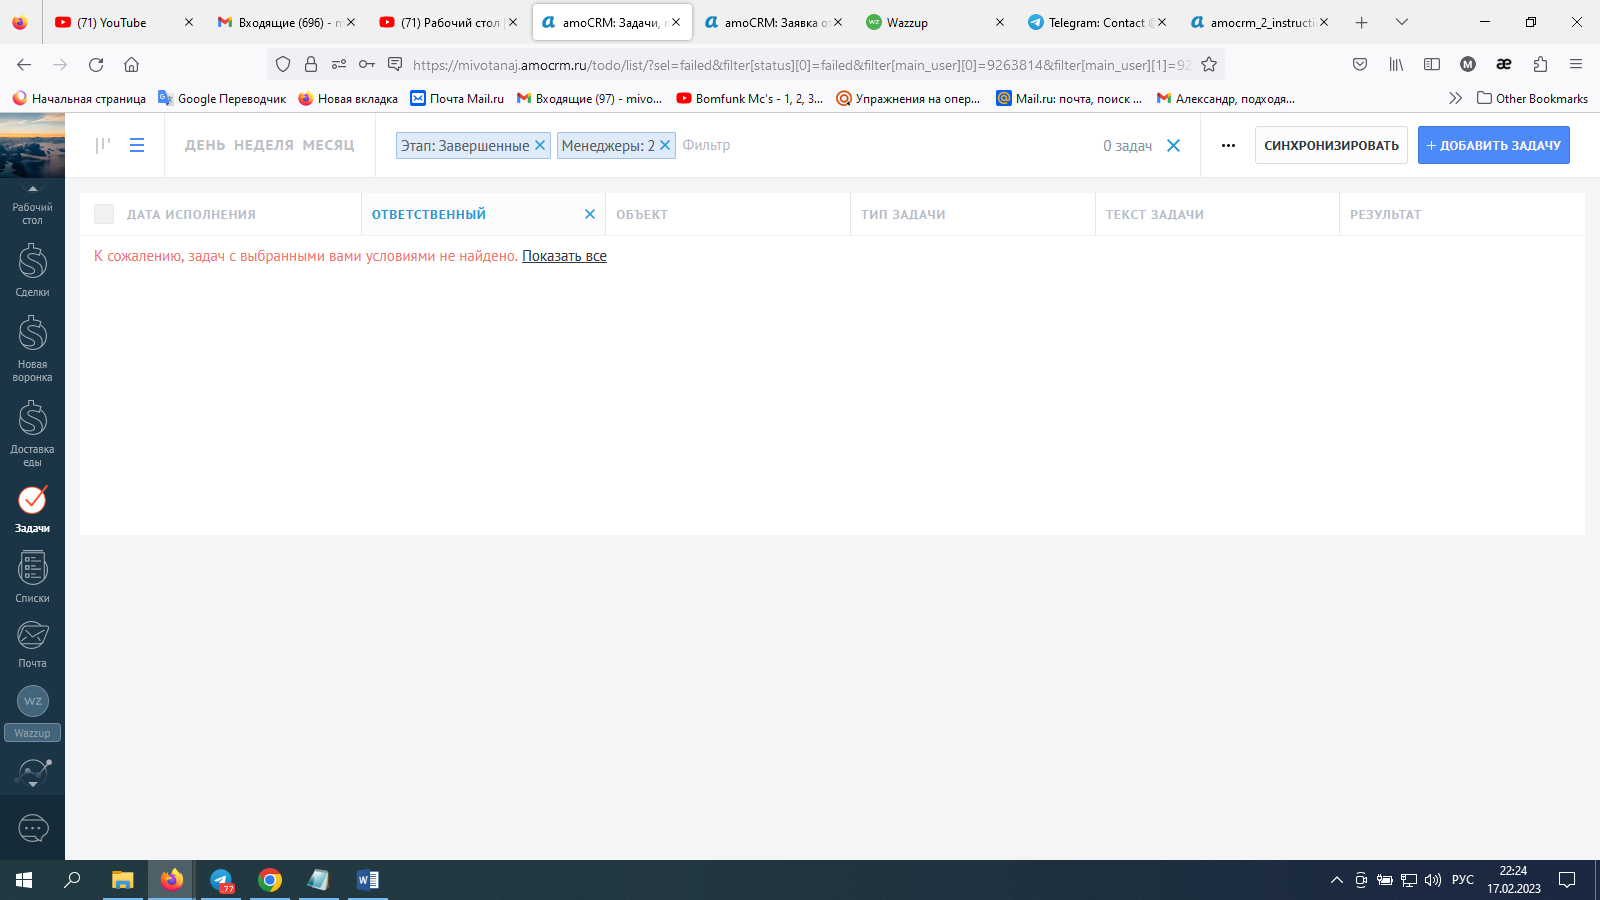 (71) YouTube
Входящие (696) - m
(71) Рабочий стол |
amoCRM: Задачи, п
amoCRM: Заявка от
Wazzup
Telegram: Contact @
amocrm_2_instructi
https://mivotanaj.amocrm.ru/todo/list/?sel=failed&filter[status][0]=failed&filter[main_user][0]=9263814&filter[main_user][1]=92
Начальная страница
Google Переводчик
Новая вкладка
Почта Mail.ru
Входящие (97) - mivo...
Bomfunk Mc's - 1, 2, 3...
Упражнения на опер...
Mail.ru: почта, поиск ...
Александр, подходя...
Other Bookmarks
ДЕНЬ НЕДЕЛЯ МЕСЯЦ
Этап: Завершенные
Менеджеры: 2
Фильтр
0 задач
СИНХРОНИЗИРОВАТЬ
+ ДОБАВИТЬ ЗАДАЧУ
ДАТА ИСПОЛНЕНИЯ
ОТВЕТСТВЕННЫЙ
ОБЪЕКТ
ТИП ЗАДАЧИ
ТЕКСТ ЗАДАЧИ
РЕЗУЛЬТАТ
К сожалению, задач с выбранными вами условиями не найдено. Показать все
Рабочий
стол
Сделки
Новая
воронка
Доставка
еды
Задачи
Списки
Почта
WZ
Wazzup
77
РУС
22:24
17.02.2023